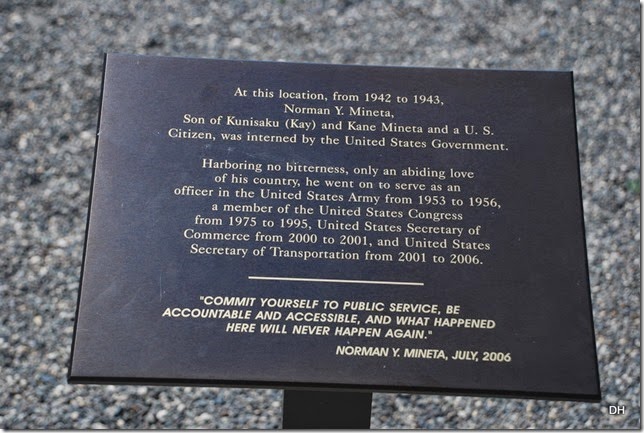 At this location, from 1942 to 1943,
Norman Y. Mineta,
Son of Kunisaku (Kay) and Kane Mineta and a U. S.
Citizen, was interned by the United States Government.
Harboring no bitterness, only an abiding love
of his country, he went on to serve as an
officer in the United States Army from 1953 to 1956,
a member of the United States Congress
from 1975 to 1995, United States Secretary of
Commerce from 2000 to 2001, and United States
Secretary of Transportation from 2001 to 2006.
"COMMIT YOURSELF TO PUBLIC SERVICE, BE
ACCOUNTABLE AND ACCESSIBLE, AND WHAT HAPPENED
HERE WILL NEVER HAPPEN AGAIN."
NORMAN Y. MINETA, JULY, 2006
DH